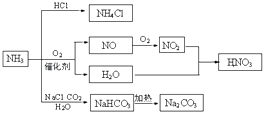 HCl
NH4Cl
NH3
O2
催化剂
NO
O2
NO2
H2O
HNO3
NaCl CO2
H2O
NaHCO3
加热
Na2CO3